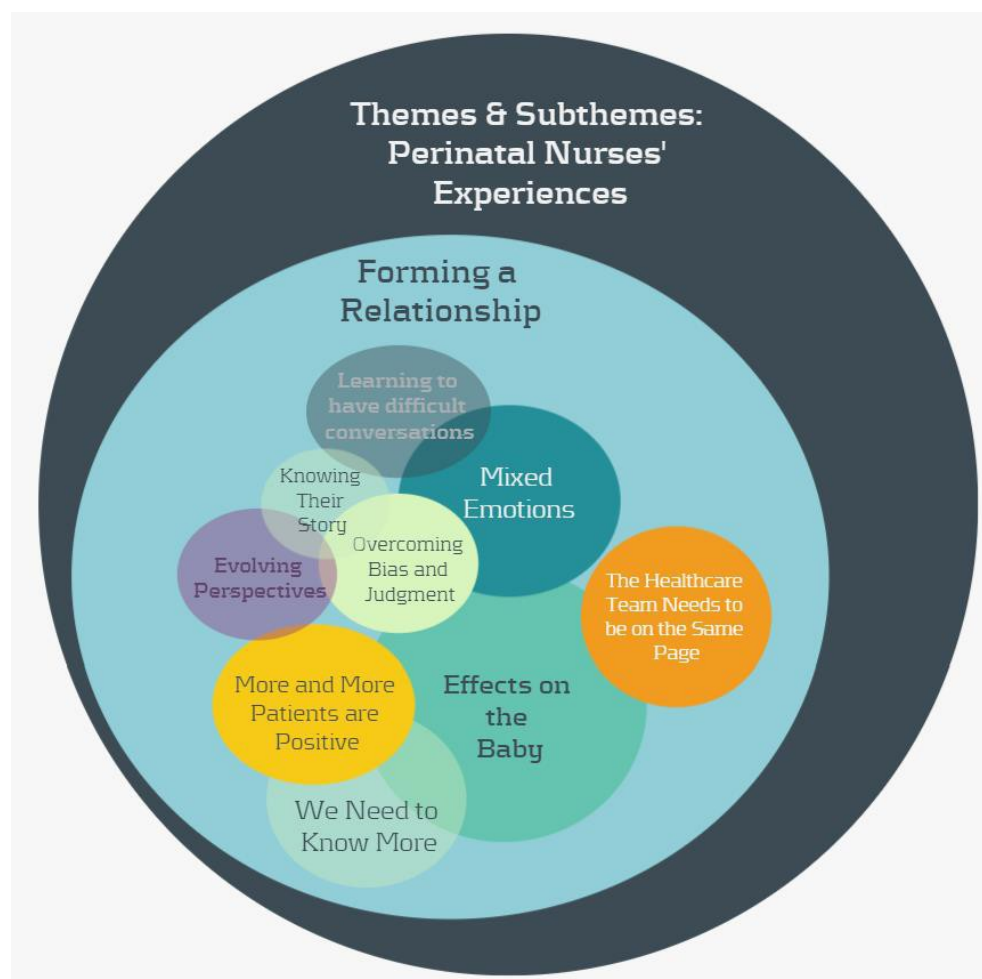 Themes & Subthemes:
Perinatal Nurses'
Experiences
Forming a
Relationship
Learning to
have difficult
conversations
Mixed
Emotions
Knowing
Their
Story
Overcoming
Bias and
Judgment
Evolving
Perspectives
The Healthcare
Team Needs to
be on the Same
Page
More and More
Patients are
Positive
Effects on
the
Baby
We Need to
Know More